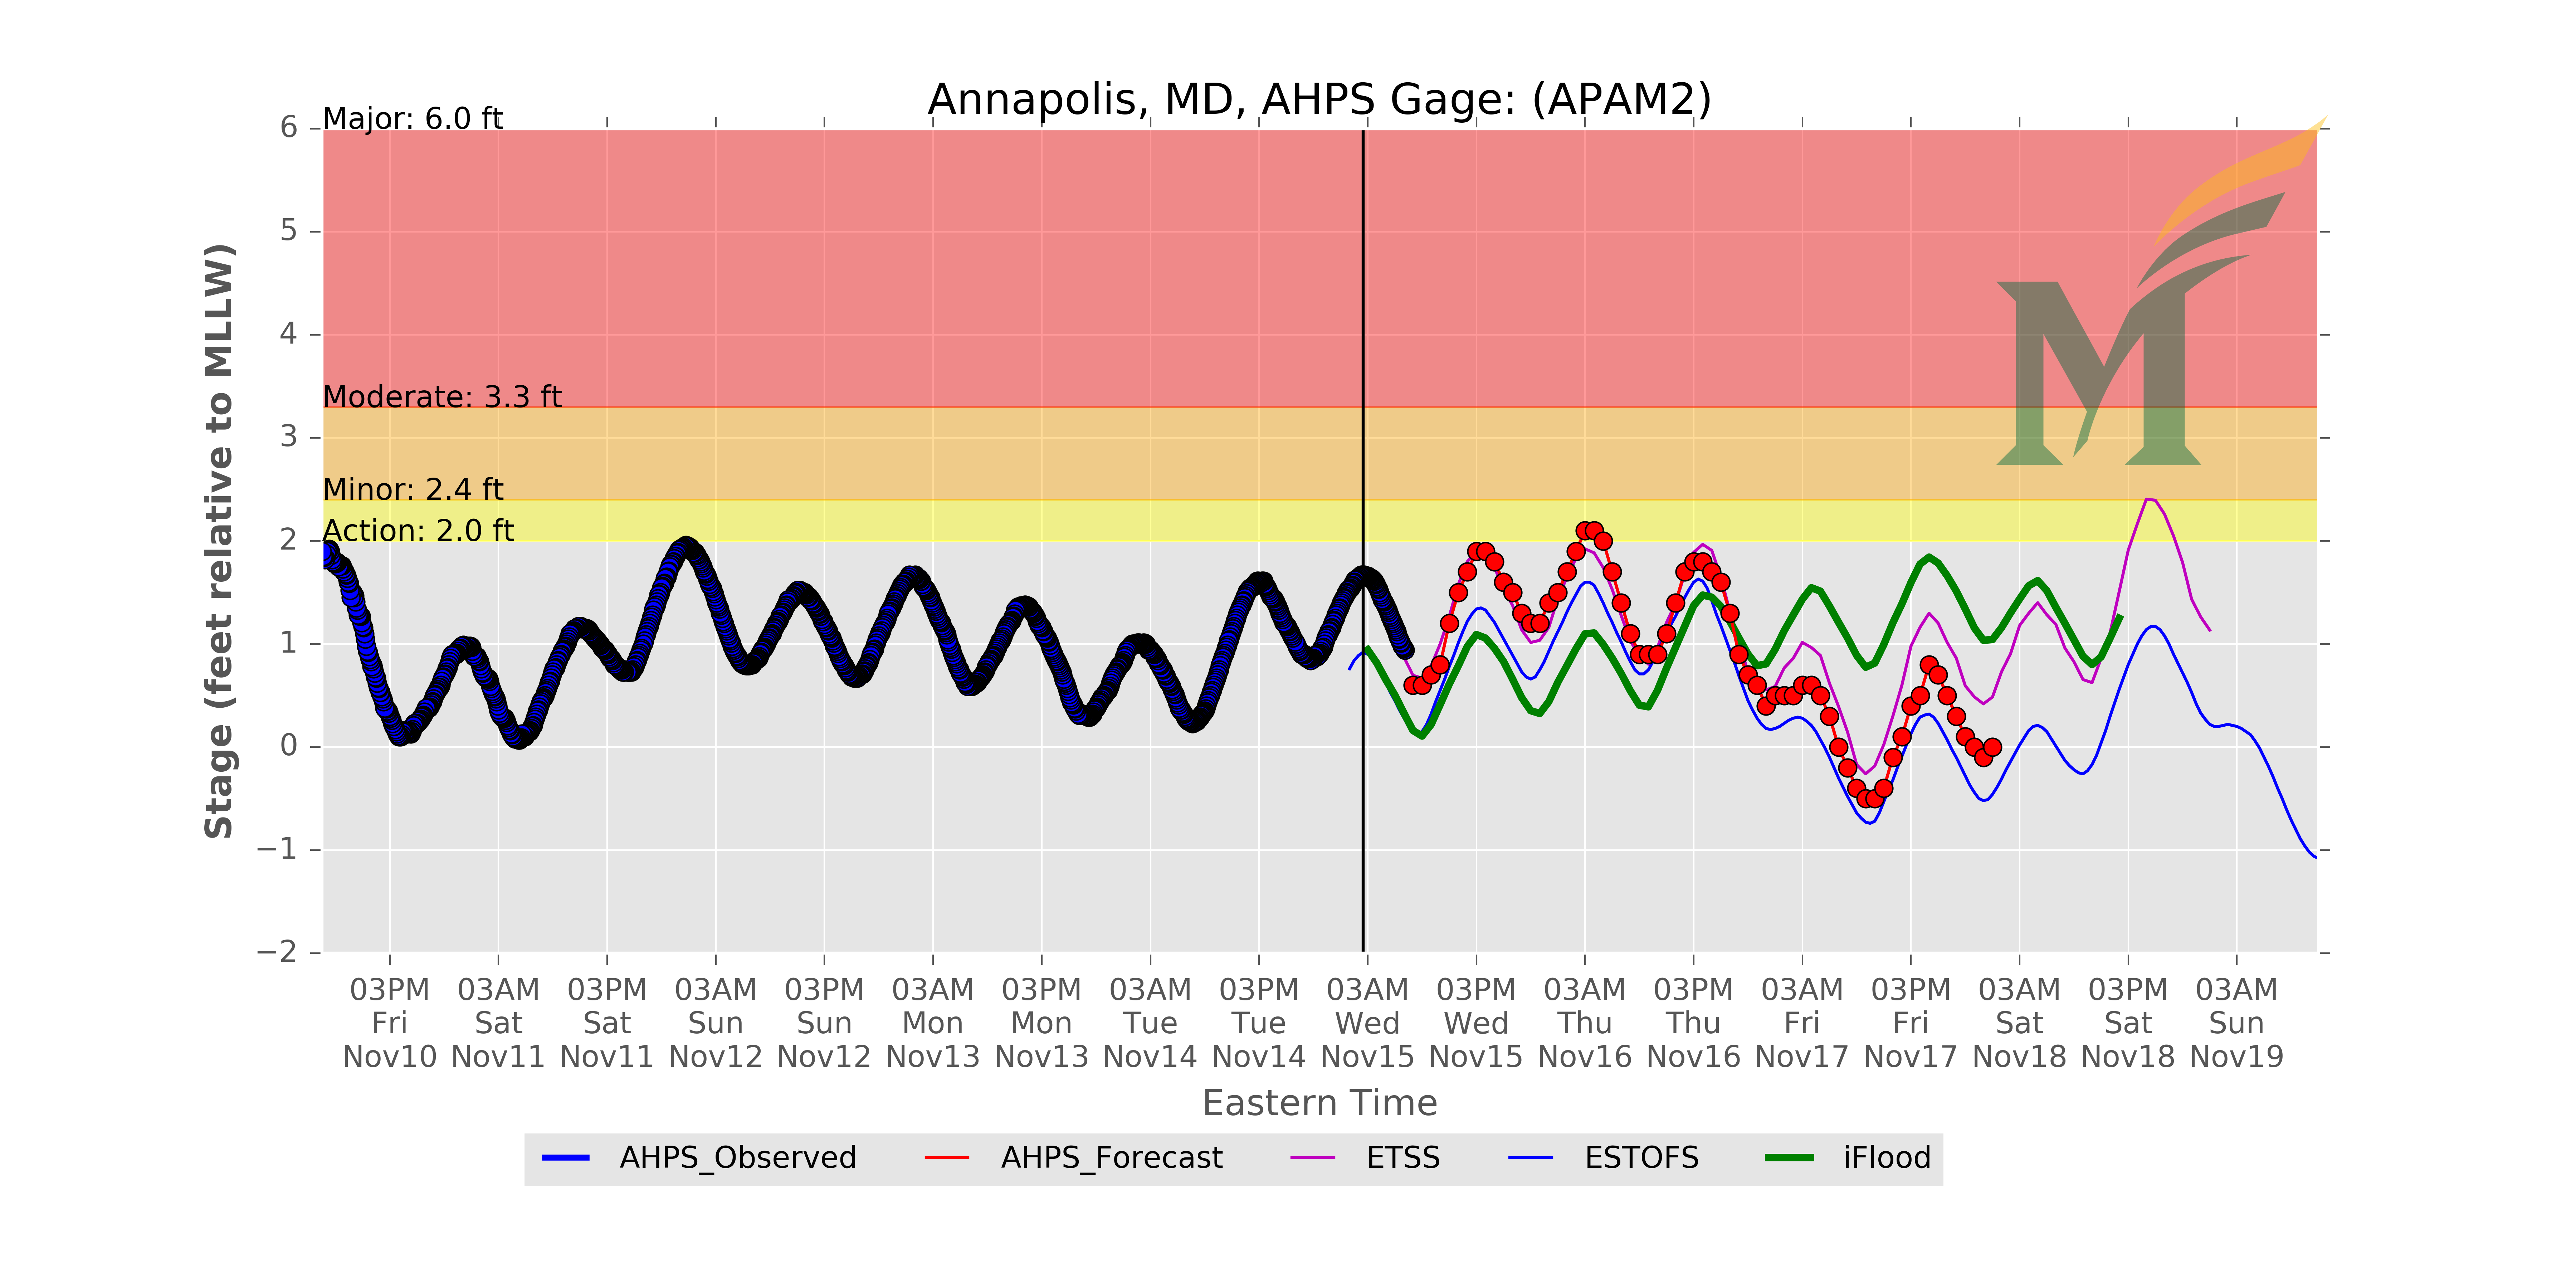 Annapolis, MD, AHPS Gage: (APAM2)
Major: 6.0 ft
Moderate: 3.3 ft
Minor: 2.4 ft
Action: 2.0 ft
Stage (feet relative to MLLW)
6
5
4
3
2
1
0
−1
−2
03PM 03AM 03PM 03AM 03PM 03AM 03PM 03AM 03PM 03AM 03PM 03AM 03PM 03AM 03PM 03AM 03PM 03AM
Fri Sat Sat Sun Sun Mon Mon Tue Tue Wed Wed Thu Thu Fri Fri Sat Sat Sun
Nov10 Nov11 Nov11 Nov12 Nov12 Nov13 Nov13 Nov14 Nov14 Nov15 Nov15 Nov16 Nov16 Nov17 Nov17 Nov18 Nov18 Nov19
Eastern Time
AHPS_Observed AHPS_Forecast ETSS ESTOFS iFlood
M